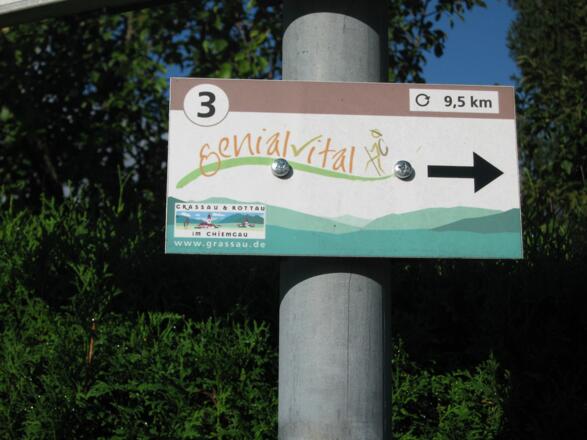 3
9,5 km
genialvital
GRASSAU & ROTTAU
IM CHIEMGAU
www.grassau.de